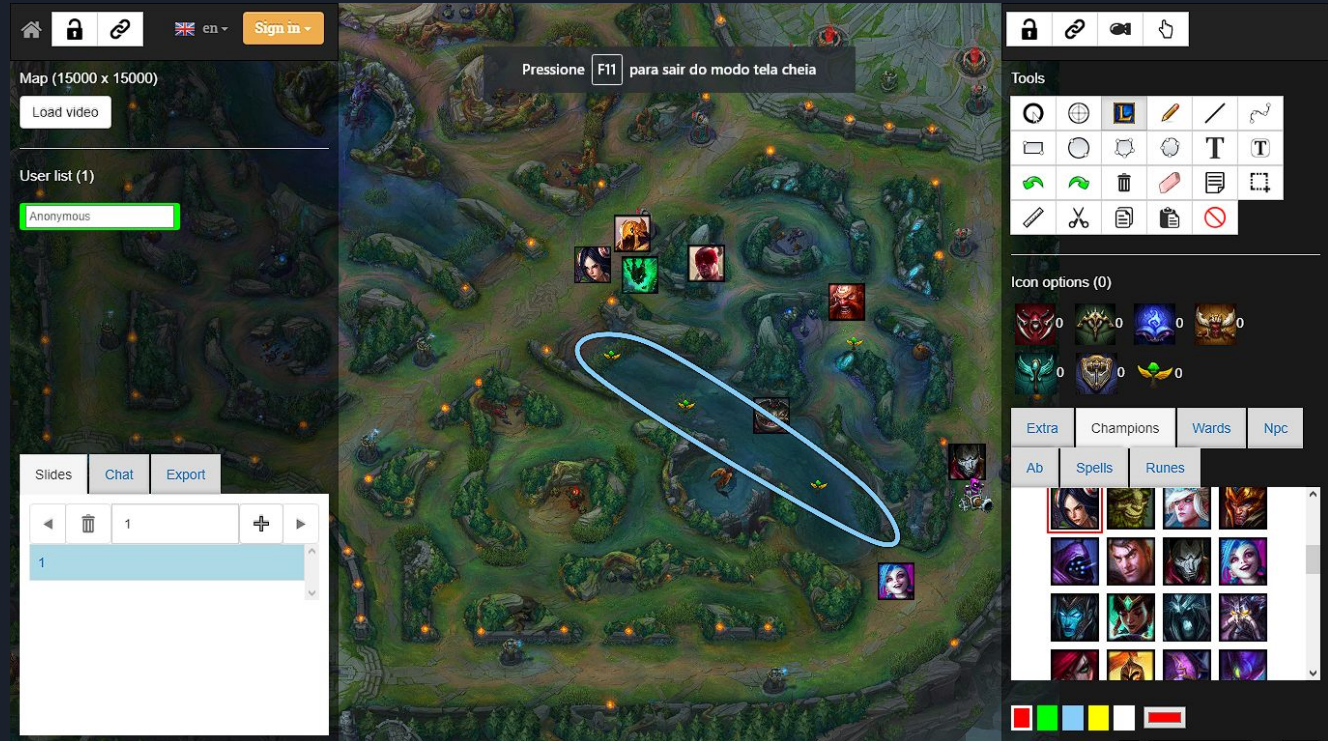 en
Sign in
Map (15000 x 15000)
Load video
User list (1)
Anonymous
Slides
Chat
Export
1
1
Pressione F11 para sair do modo tela cheia
Tools
L
T
T
Icon options (0)
0 0 0 0
0 0 0
Extra
Champions
Wards
Npc
Ab
Spells
Runes